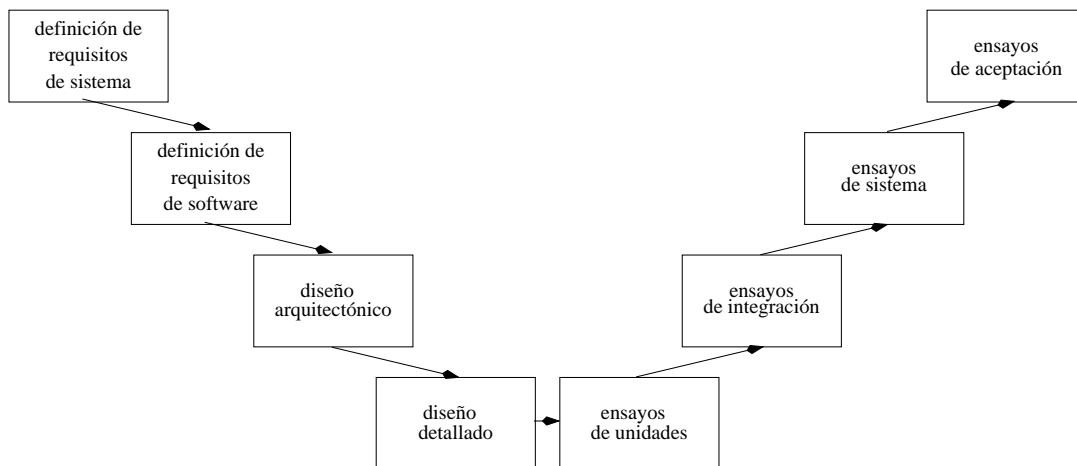 definición de
requisitos
de sistema
ensayos
de aceptación
definición de
requisitos
de software
ensayos
de sistema
diseño
arquitectónico
ensayos
de integración
diseño
detallado
ensayos
de unidades